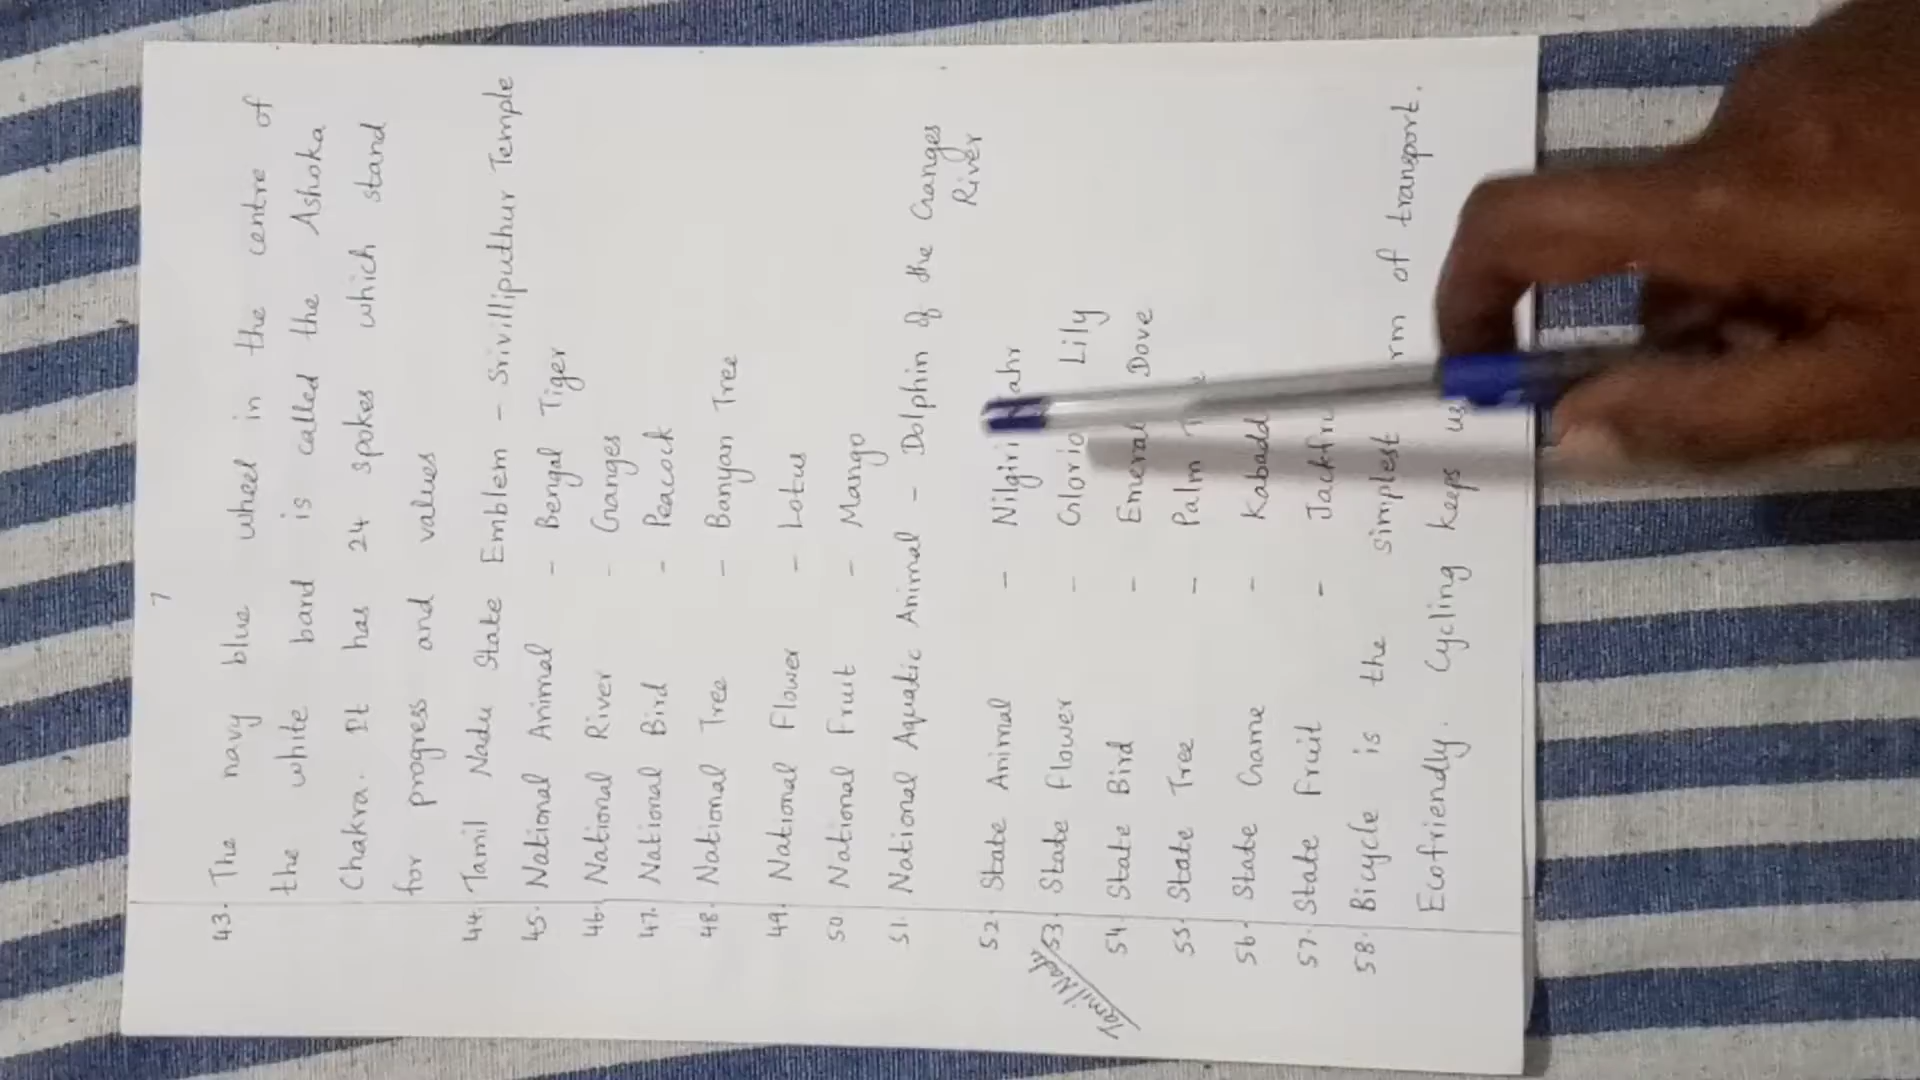 7
43. The navy blue wheel in the centre of
the white band is called the Ashoka
Chakra. It has 24 spokes which stand
for progress and values
44. Tamil Nadu State Emblem - Srivilliputhur Temple
45. National Animal - Bengal Tiger
46. National River - Ganges
47. National Bird - Peacock
48. National Tree - Banyan Tree
49. National Flower - Lotus
50 National Fruit - Mango
51. National Aquatic Animal - Dolphin of the Ganges
River
52. State Animal - Nilgiri
Tamil Nadu 53. State Flower - Lily
54. State Bird - Dove
55. State Tree - Palm
56. State Game -
57. State Fruit -
58. Bicycle is the simplest of transport.
Ecofriendly. Cycling keeps